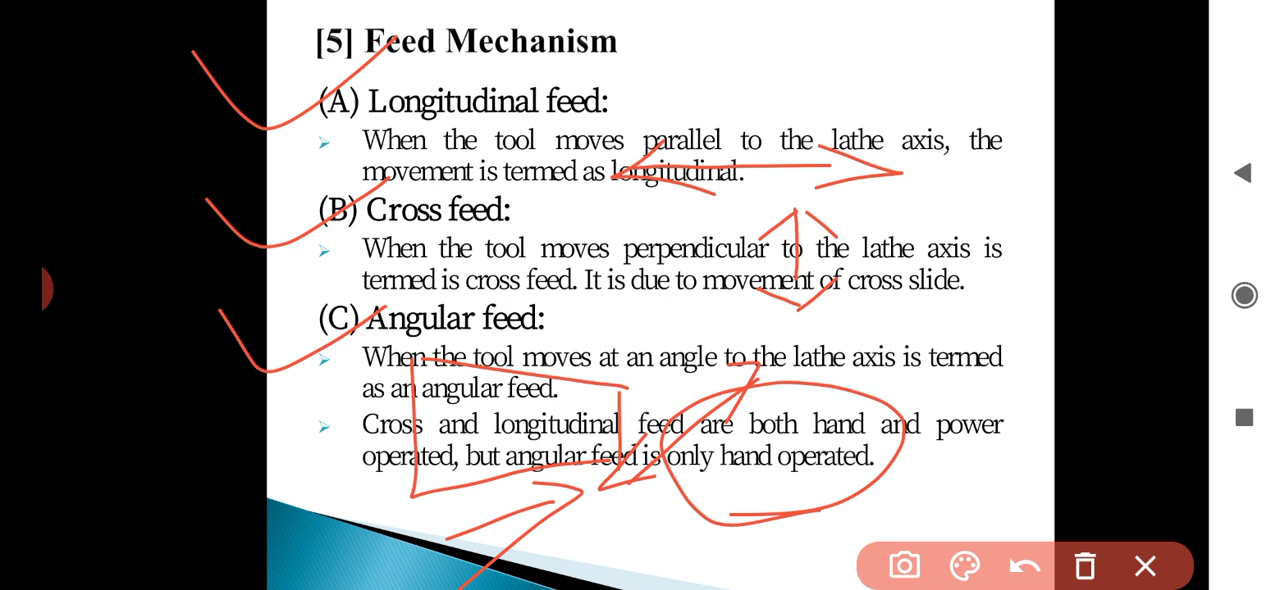 [5] Feed Mechanism
(A) Longitudinal feed:
When the tool moves parallel to the lathe axis, the
movement is termed as longitudinal.
(B) Cross feed:
When the tool moves perpendicular to the lathe axis is
termed is cross feed. It is due to movement of cross slide.
(C) Angular feed:
When the tool moves at an angle to the lathe axis is termed
as an angular feed.
Cross and longitudinal feed are both hand and power
operated, but angular feed is only hand operated.